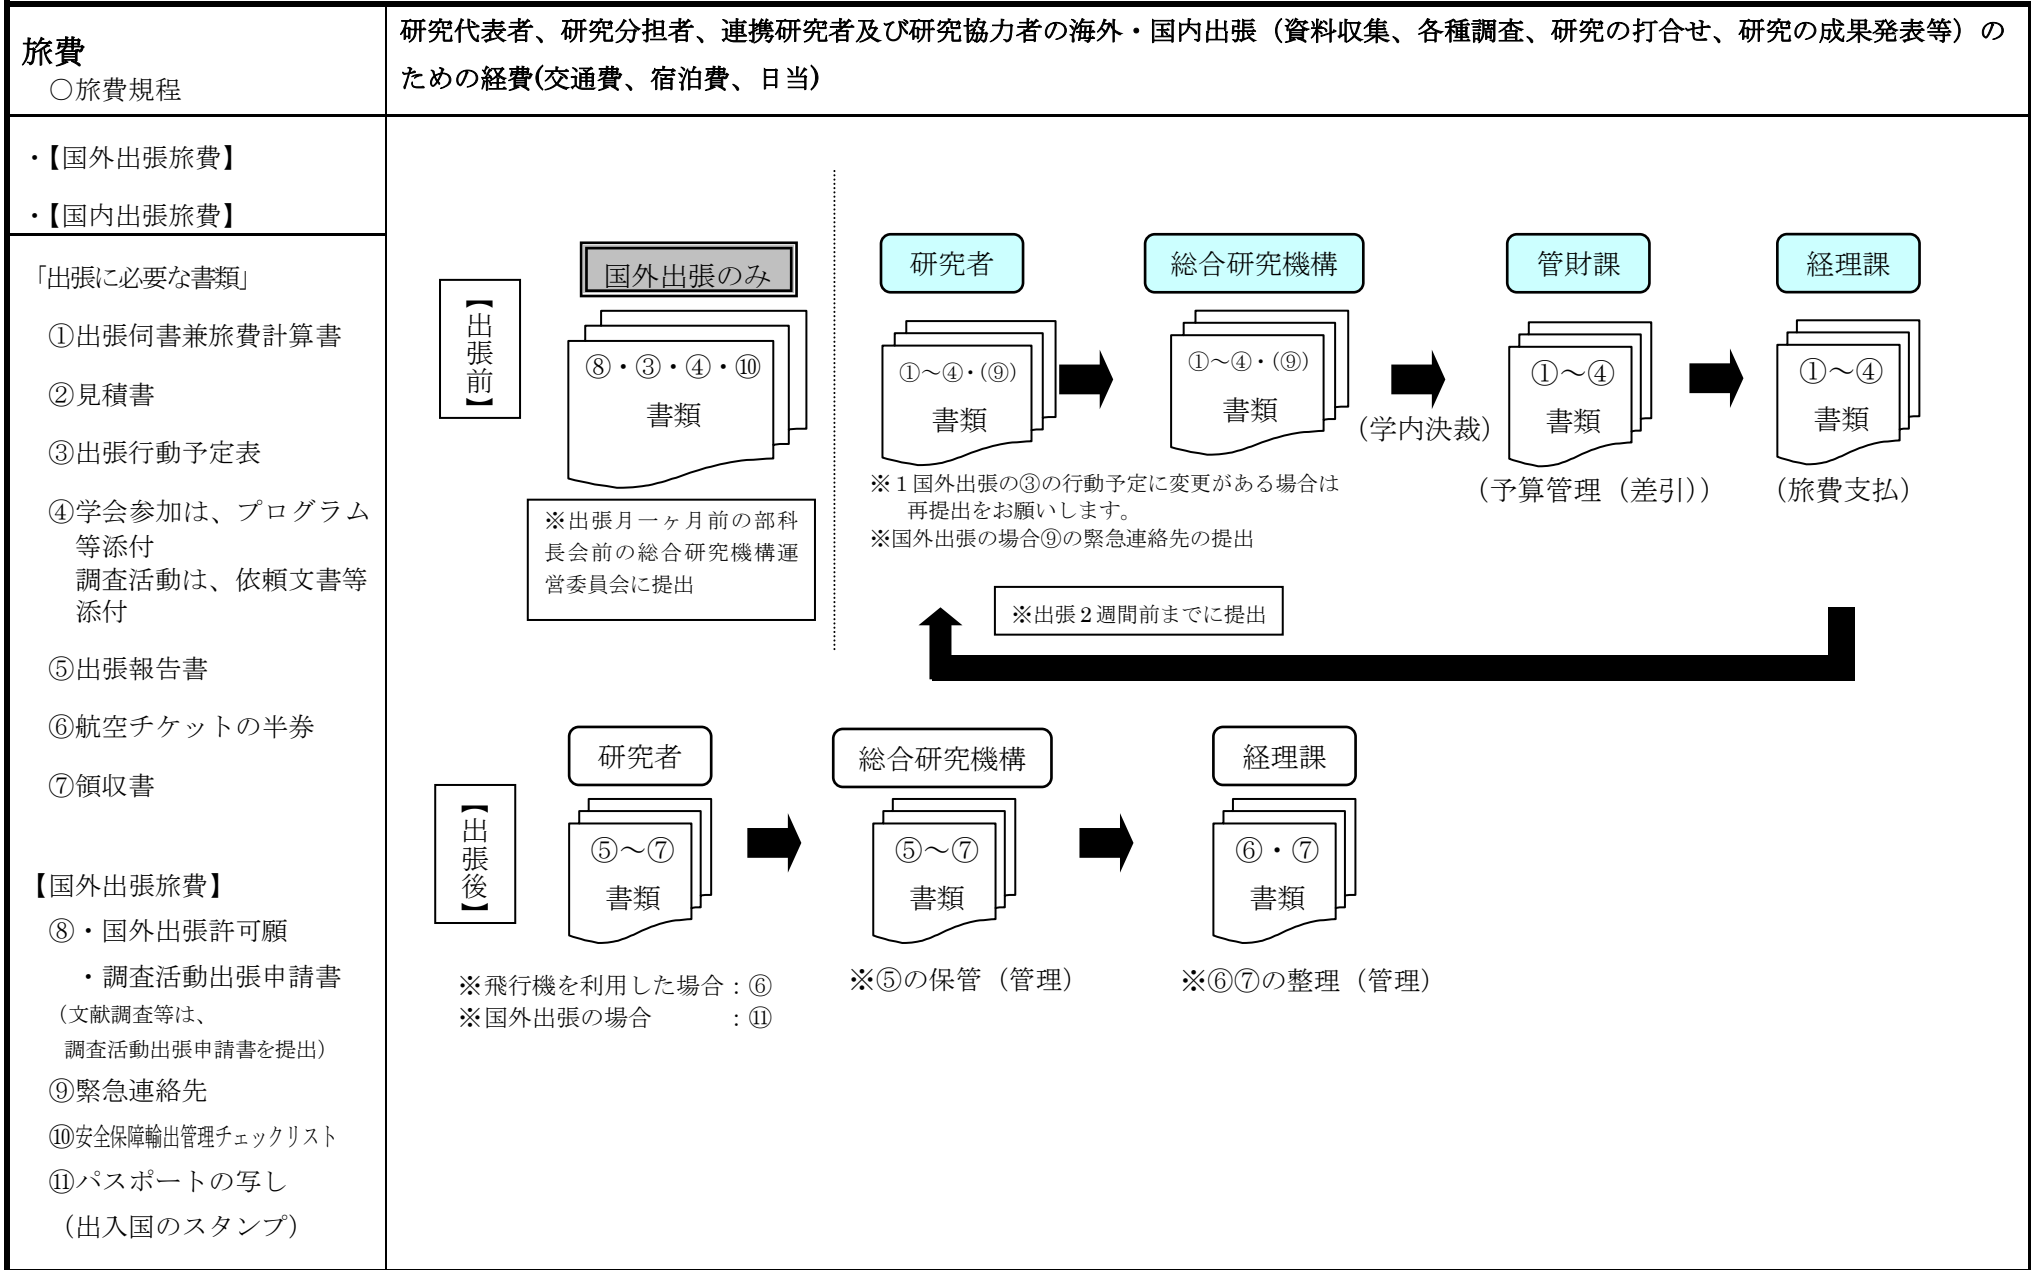 旅費
○旅費規程
研究代表者、研究分担者、連携研究者及び研究協力者の海外・国内出張（資料収集、各種調査、研究の打合せ、研究の成果発表等）の
ための経費(交通費、宿泊費、日当)
・【国外出張旅費】
・【国内出張旅費】
「出張に必要な書類」
①出張伺書兼旅費計算書
②見積書
③出張行動予定表
④学会参加は、プログラム
等添付
調査活動は、依頼文書等
添付
⑤出張報告書
⑥航空チケットの半券
⑦領収書
【国外出張旅費】
⑧・国外出張許可願
・調査活動出張申請書
（文献調査等は、
調査活動出張申請書を提出）
⑨緊急連絡先
⑩安全保障輸出管理チェックリスト
⑪パスポートの写し
（出入国のスタンプ）
【出張前】
国外出張のみ
⑧・③・④・⑩
書類
※出張月一ヶ月前の部科
長会前の総合研究機構運
営委員会に提出
研究者
①～④・(⑨)
書類
総合研究機構
①～④・(⑨)
書類
（学内決裁）
管財課
①～④
書類
（予算管理（差引））
経理課
①～④
書類
（旅費支払）
※１国外出張の③の行動予定に変更がある場合は
再提出をお願いします。
※国外出張の場合⑨の緊急連絡先の提出
※出張２週間前までに提出
【出張後】
研究者
⑤～⑦
書類
※飛行機を利用した場合：⑥
※国外出張の場合　　　：⑪
総合研究機構
⑤～⑦
書類
※⑤の保管（管理）
経理課
⑥・⑦
書類
※⑥⑦の整理（管理）